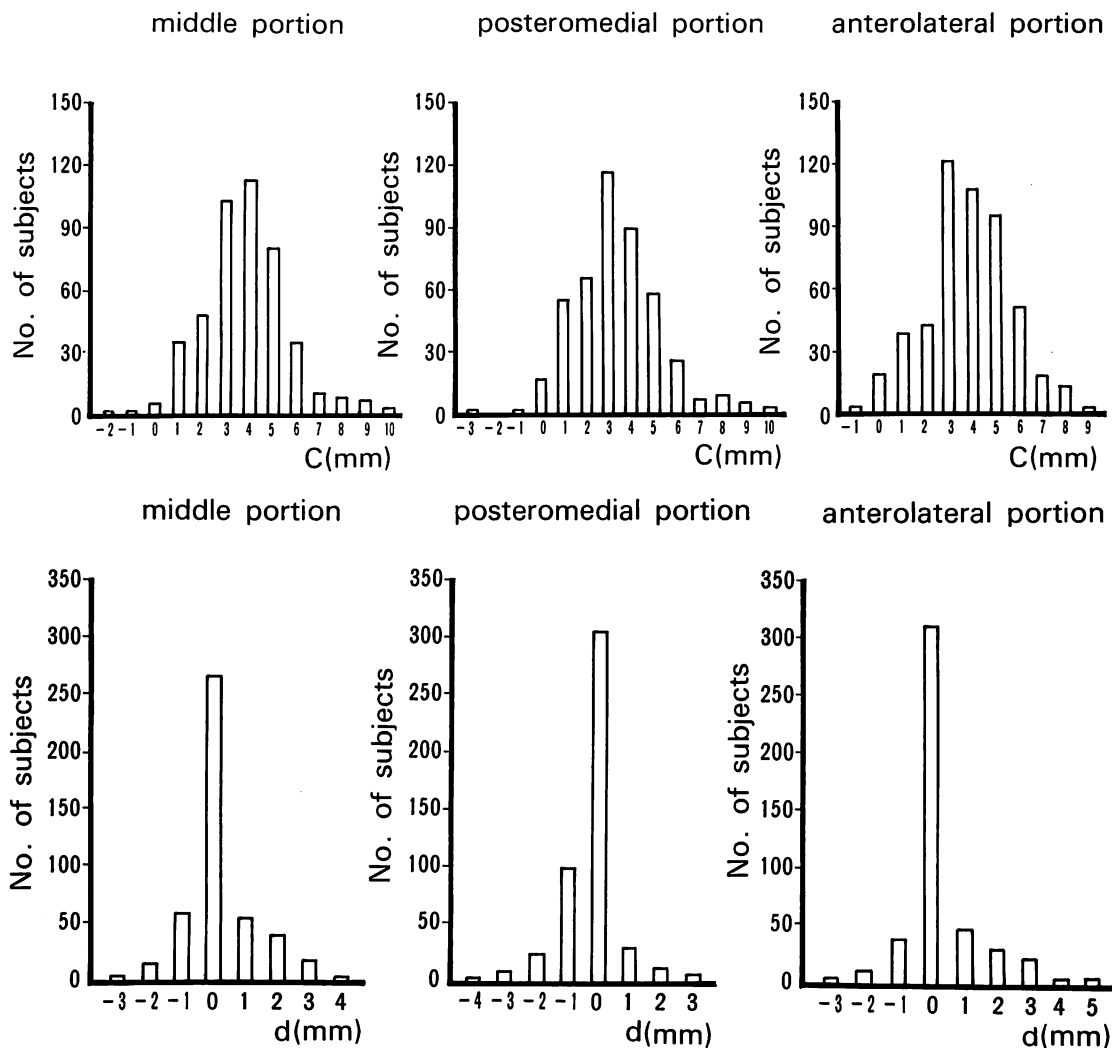 middle portion
posteromedial portion
anterolateral portion
No. of subjects
150
120
90
60
30
0
-2 -1 0 1 2 3 4 5 6 7 8 9 10
C(mm)
No. of subjects
150
120
90
60
30
0
-3 -2 -1 0 1 2 3 4 5 6 7 8 9 10
C(mm)
No. of subjects
150
120
90
60
30
0
-1 0 1 2 3 4 5 6 7 8 9
C(mm)
middle portion
posteromedial portion
anterolateral portion
No. of subjects
350
300
250
200
150
100
50
0
-3 -2 -1 0 1 2 3 4
d(mm)
No. of subjects
350
300
250
200
150
100
50
0
-4 -3 -2 -1 0 1 2 3
d(mm)
No. of subjects
350
300
250
200
150
100
50
0
-3 -2 -1 0 1 2 3 4 5
d(mm)